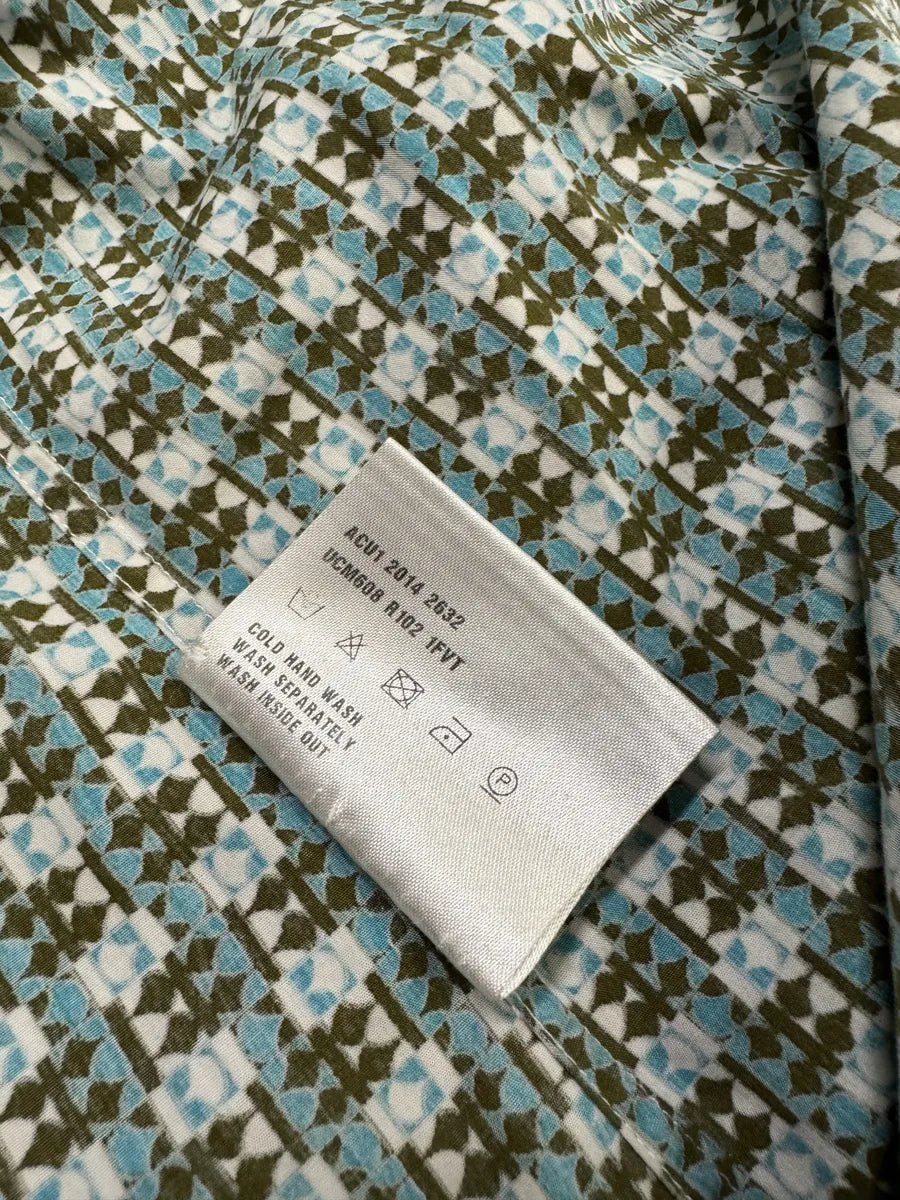 ACU1 2014 2632
UCM608 R102 1FVT
COLD HAND WASH
WASH SEPARATELY
WASH INSIDE OUT
P